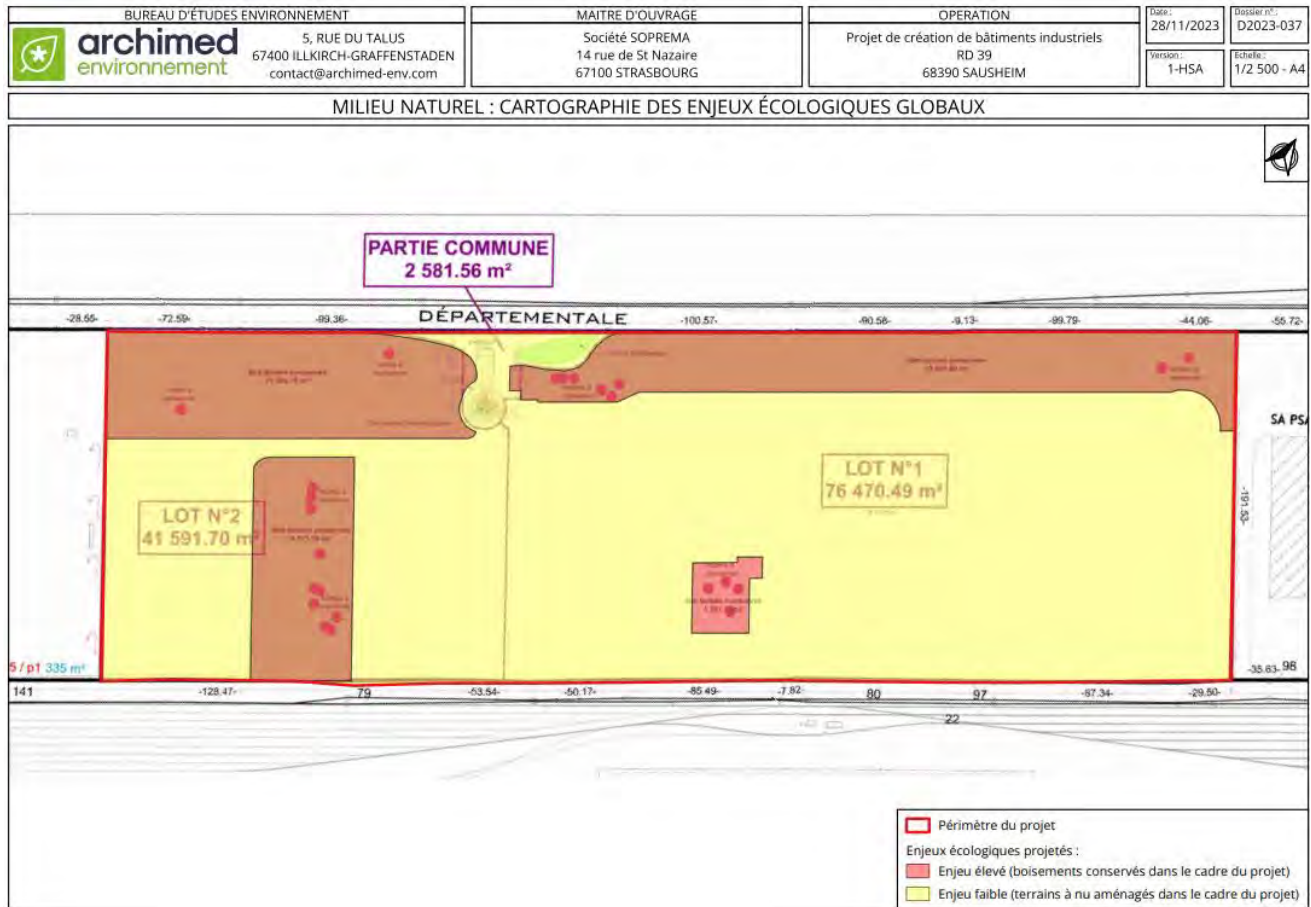 BUREAU D'ÉTUDES ENVIRONNEMENT
archimed
environnement
5, RUE DU TALUS
67400 ILLKIRCH-GRAFFENSTADEN
contact@archimed-env.com
MAITRE D'OUVRAGE
Société SOPREMA
14 rue de St Nazaire
67100 STRASBOURG
OPERATION
Projet de création de bâtiments industriels
RD 39
68390 SAUSHEIM
Date :
28/11/2023
Dossier n° :
D2023-037
Version :
1-HSA
Echelle :
1/2 500 - A4
MILIEU NATUREL : CARTOGRAPHIE DES ENJEUX ÉCOLOGIQUES GLOBAUX
PARTIE COMMUNE
2 581.56 m²
-28.55-
-72.59-
-99.36-
DÉPARTEMENTALE
-100.57-
-90.58-
-9.13-
-99.79-
-44.06-
-55.72-
SA PSA
LOT N°1
76 470.49 m²
LOT N°2
41 591.70 m²
-191.53-
5 / p1 335 m²
-35.63-
98
141
-128.47-
79
-53.54-
-50.17-
-85.49-
-7.82-
80
97
-67.34-
-29.50-
22
Périmètre du projet
Enjeux écologiques projetés :
Enjeu élevé (boisements conservés dans le cadre du projet)
Enjeu faible (terrains à nu aménagés dans le cadre du projet)